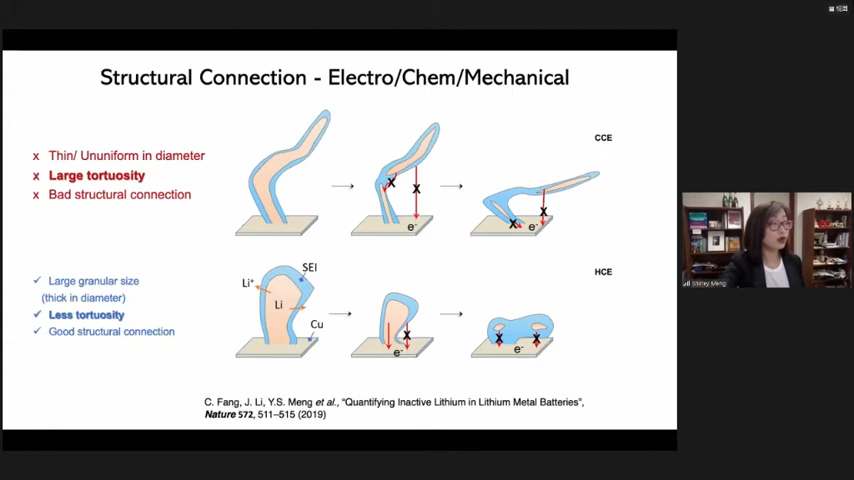 Structural Connection - Electro/Chem/Mechanical
x Thin/ Ununiform in diameter
x Large tortuosity
x Bad structural connection
CCE
e-
e-
✓ Large granular size
(thick in diameter)
✓ Less tortuosity
✓ Good structural connection
HCE
SEI
Li+
Li
Cu
e-
e-
C. Fang, J. Li, Y.S. Meng et al., “Quantifying Inactive Lithium in Lithium Metal Batteries”,
Nature 572, 511–515 (2019)
Shirley Meng